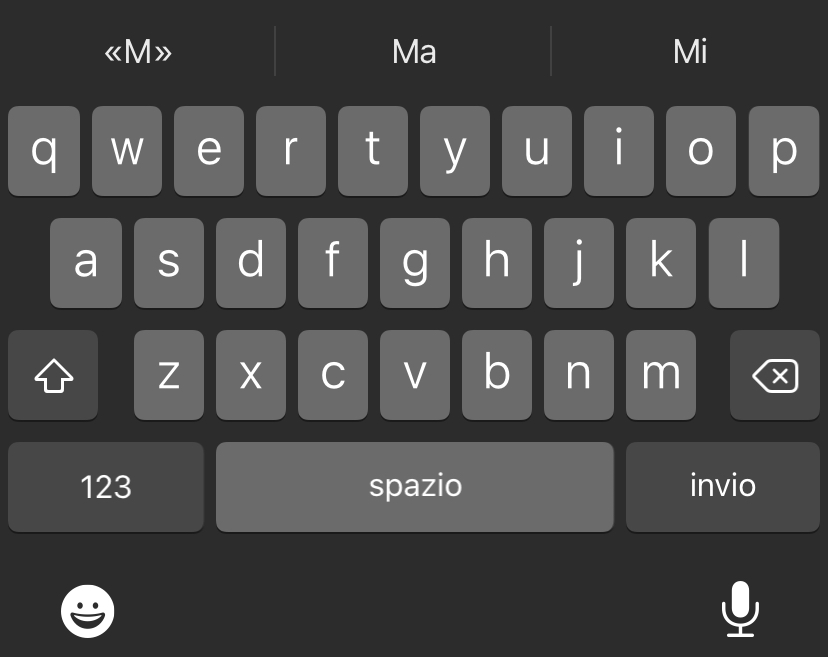 «M» Ma Mi
q w e r t y u i o p
a s d f g h j k l
z x c v b n m
123 spazio invio